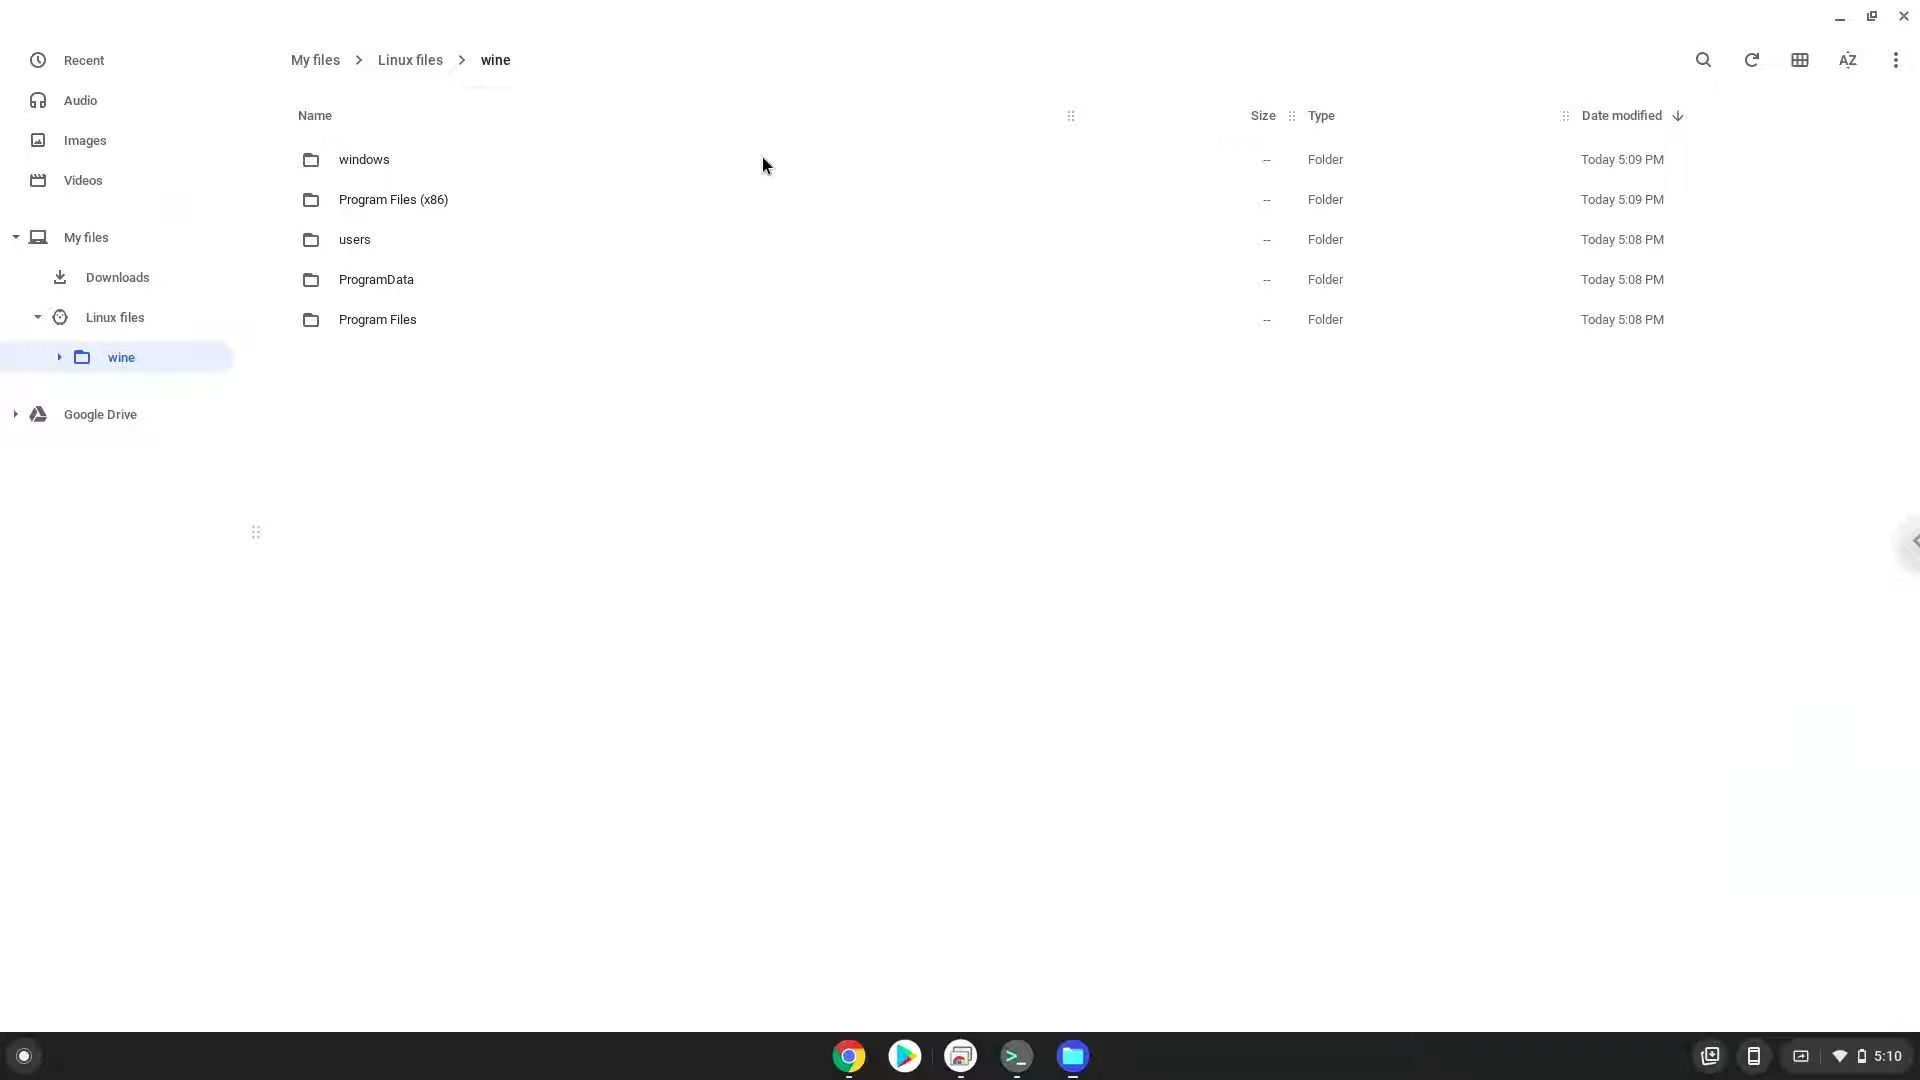 Recent
Audio
Images
Videos
My files
Downloads
Linux files
wine
Google Drive
My files > Linux files > wine
AZ
Name Size Type Date modified
windows -- Folder Today 5:09 PM
Program Files (x86) -- Folder Today 5:09 PM
users -- Folder Today 5:08 PM
ProgramData -- Folder Today 5:08 PM
Program Files -- Folder Today 5:08 PM
5:10